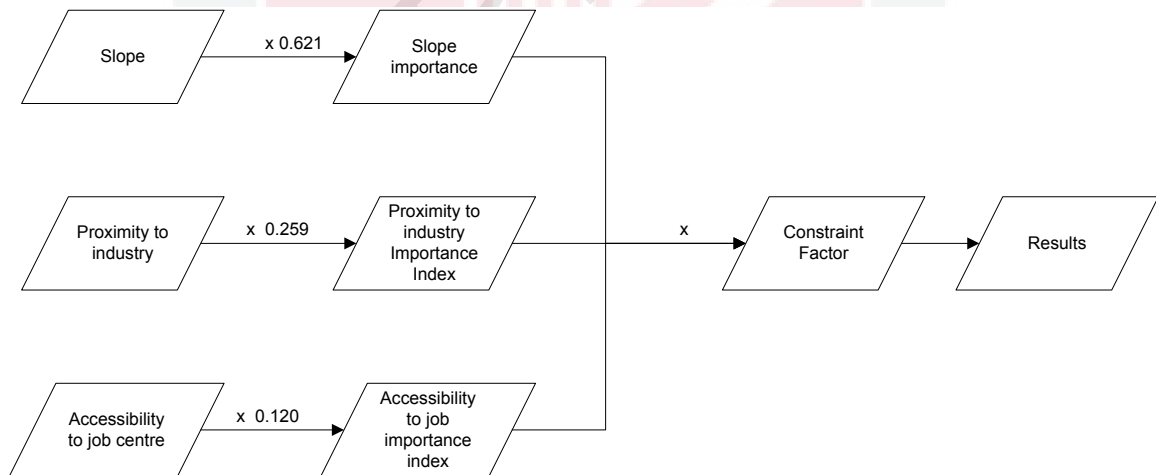 Slope
x 0.621
Slope
importance
Proximity to
industry
x 0.259
Proximity to
industry
Importance
Index
x
Constraint
Factor
Results
Accessibility
to job centre
x 0.120
Accessibility
to job
importance
index